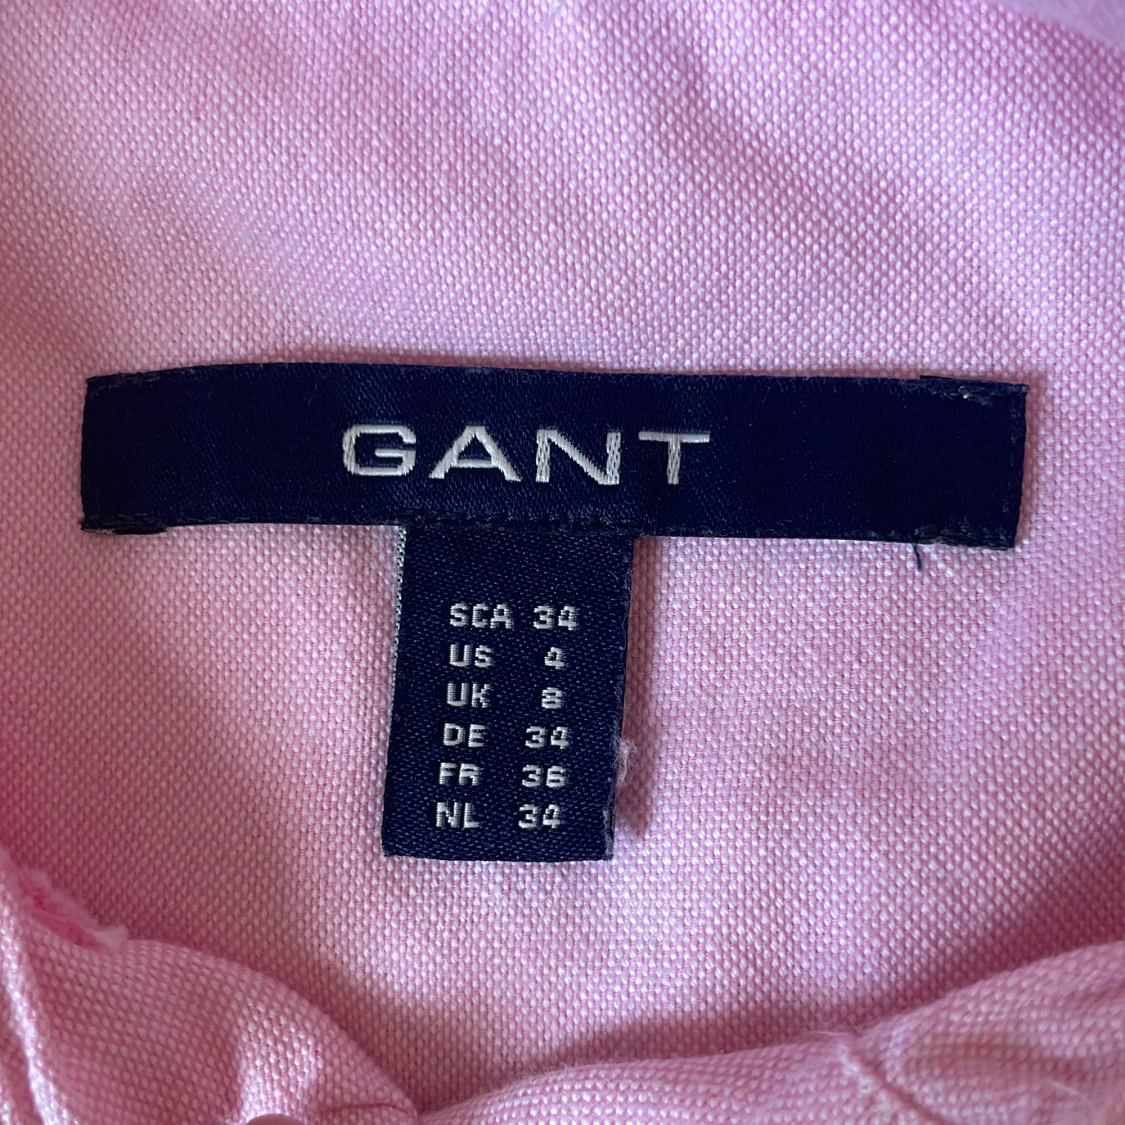 GANT
SCA 34
US 4
UK 8
DE 34
FR 36
NL 34